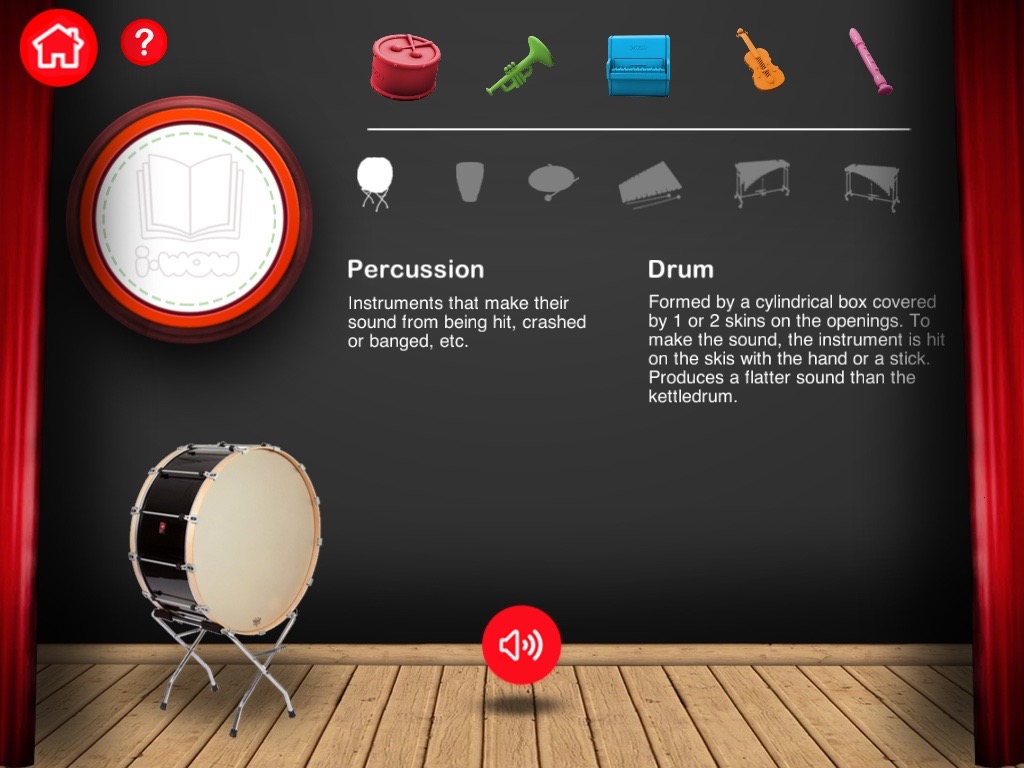 ?
i-wow
Percussion
Instruments that make their
sound from being hit, crashed
or banged, etc.
Drum
Formed by a cylindrical box covered
by 1 or 2 skins on the openings. To
make the sound, the instrument is hit
on the skis with the hand or a stick.
Produces a flatter sound than the
kettledrum.